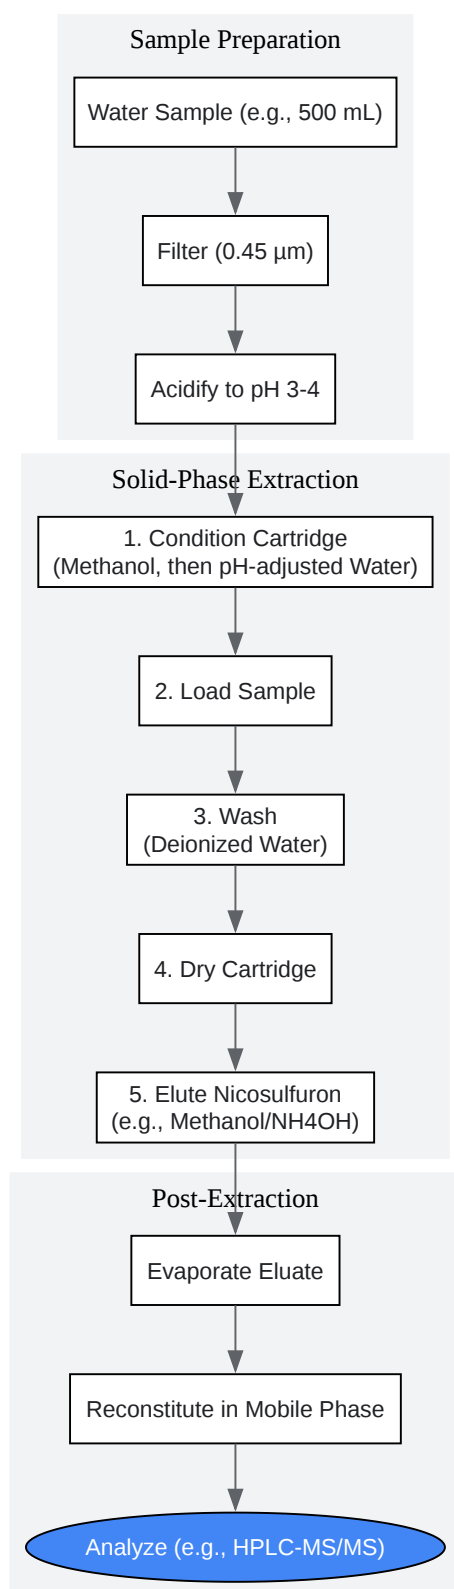 Sample Preparation
Water Sample (e.g., 500 mL)
Filter (0.45 µm)
Acidify to pH 3-4
Solid-Phase Extraction
1. Condition Cartridge
(Methanol, then pH-adjusted Water)
2. Load Sample
3. Wash
(Deionized Water)
4. Dry Cartridge
5. Elute Nicosulfuron
(e.g., Methanol/NH4OH)
Post-Extraction
Evaporate Eluate
Reconstitute in Mobile Phase
Analyze (e.g., HPLC-MS/MS)